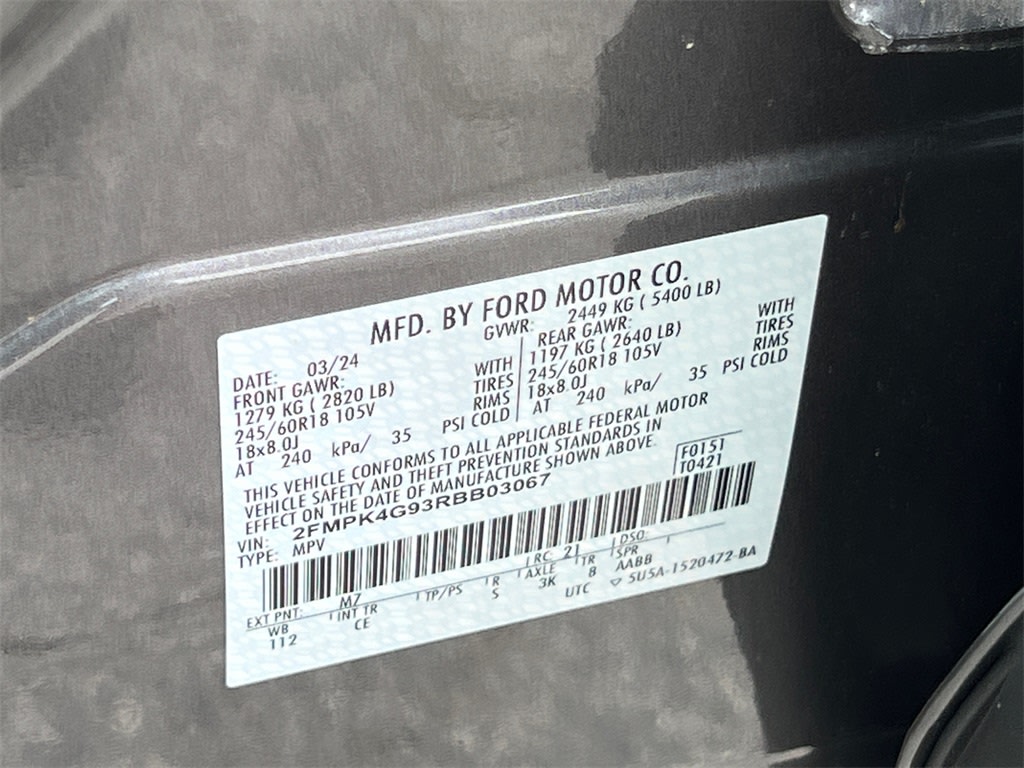 MFD. BY FORD MOTOR CO.
DATE: 03/24 GVWR: 2449 KG ( 5400 LB)
FRONT GAWR: WITH REAR GAWR: WITH
1279 KG ( 2820 LB) TIRES 1197 KG ( 2640 LB) TIRES
245/60R18 105V RIMS 245/60R18 105V RIMS
18x8.0J PSI COLD 18x8.0J PSI COLD
AT 240 kPa/ 35 AT 240 kPa/ 35
THIS VEHICLE CONFORMS TO ALL APPLICABLE FEDERAL MOTOR
VEHICLE SAFETY AND THEFT PREVENTION STANDARDS IN
EFFECT ON THE DATE OF MANUFACTURE SHOWN ABOVE.
VIN: 2FMPK4G93RBB03067 F0151
TYPE: MPV T0421
EXT PNT: M7 RC: 21 DSO:
WB INT TR TP/PS R AXLE TR SPR
112 CE S 3K 8 AABB
UTC ▽ 5U5A-1520472-BA